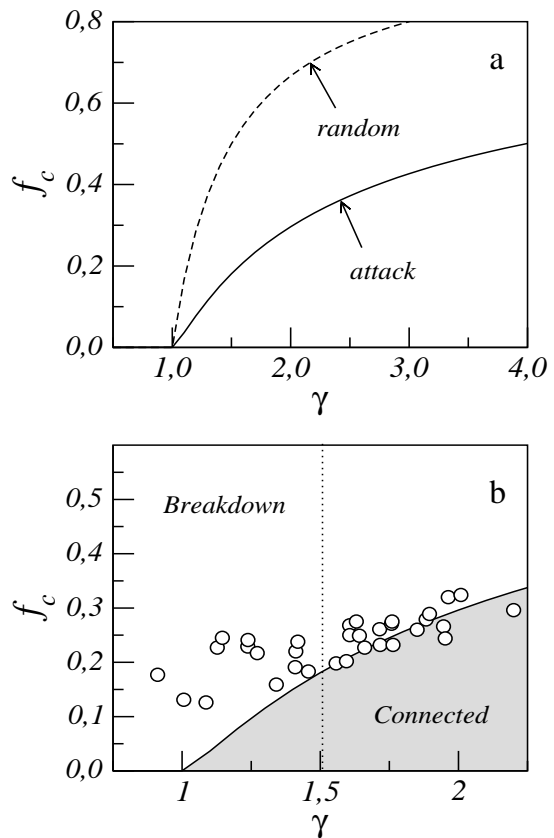 0,8
a
random
0,6
f_c
0,4
attack
0,2
0,0
1,0 2,0 3,0 4,0
γ
b
Breakdown
0,5
0,4
f_c
0,3
0,2
Connected
0,1
0,0
1 1,5 2
γ